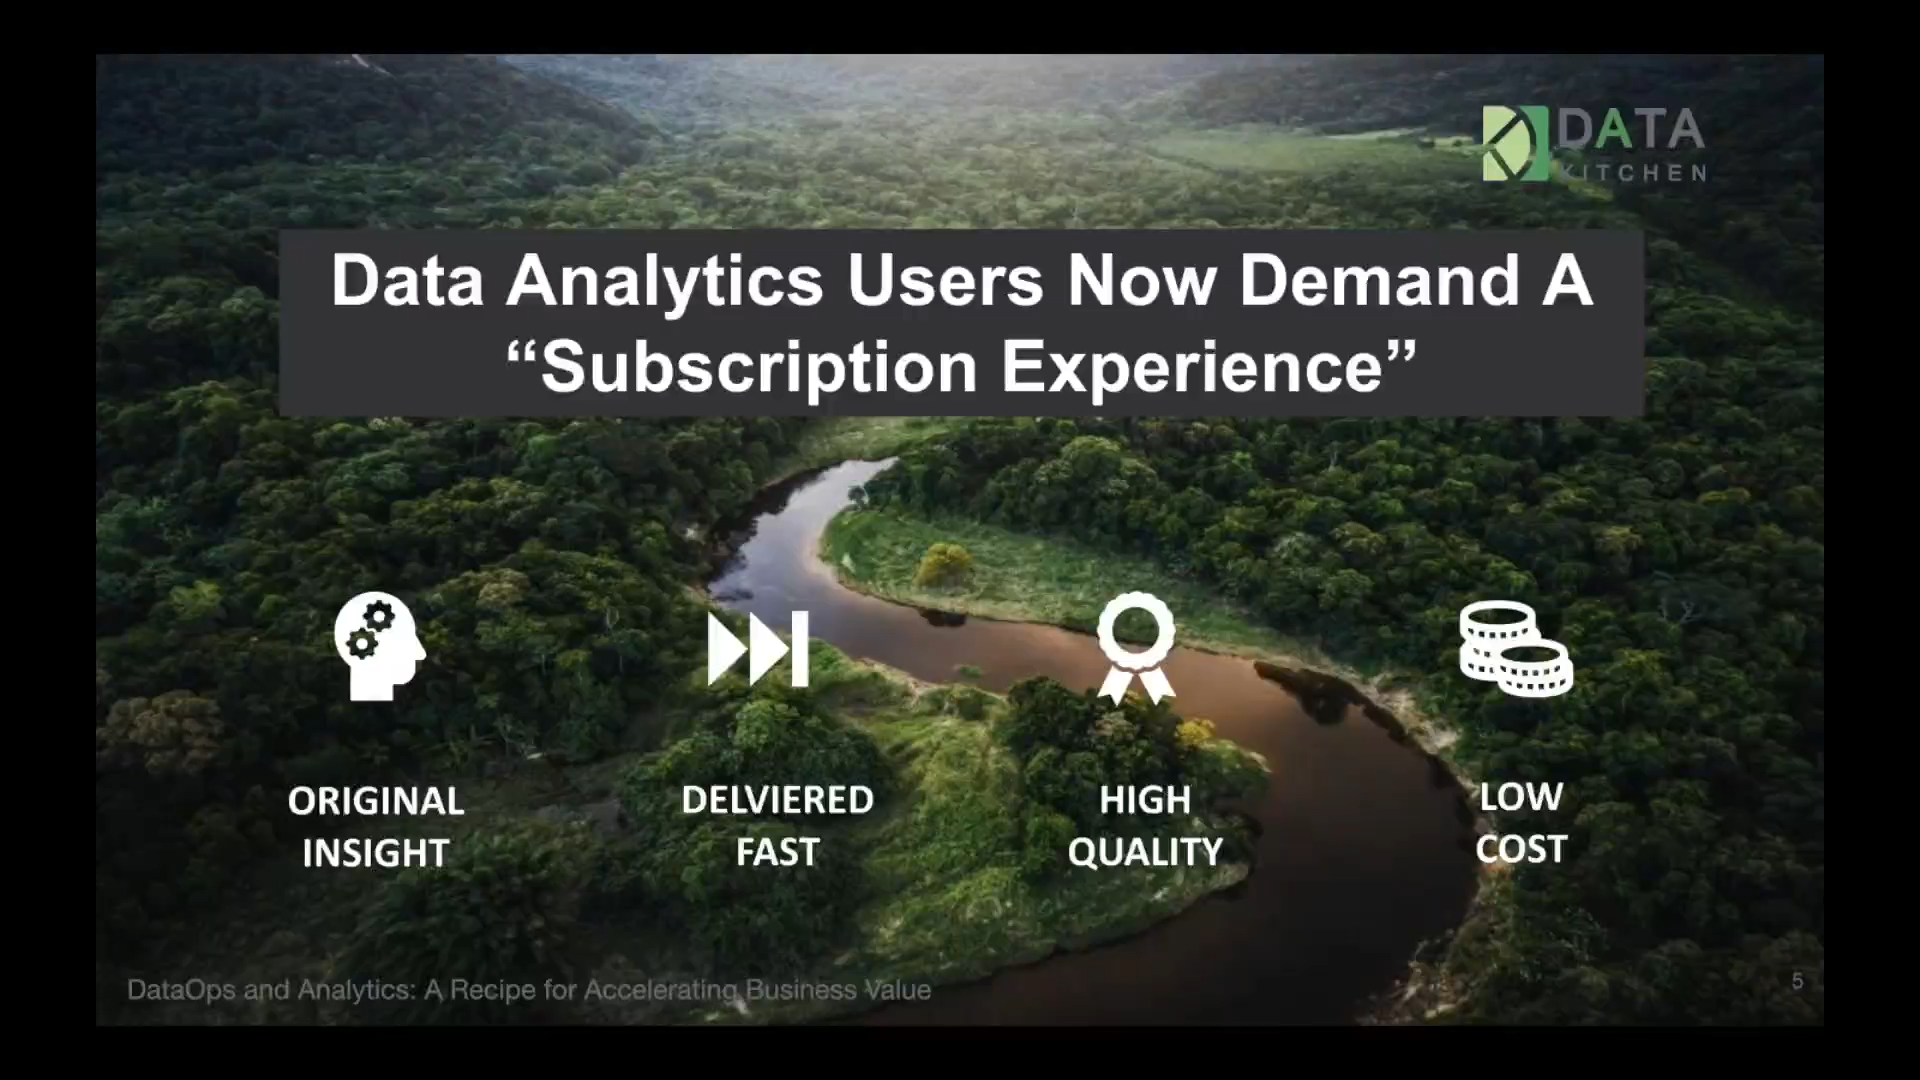 DATA
KITCHEN
Data Analytics Users Now Demand A
“Subscription Experience”
ORIGINAL
INSIGHT
DELVIERED
FAST
HIGH
QUALITY
LOW
COST
DataOps and Analytics: A Recipe for Accelerating Business Value
5